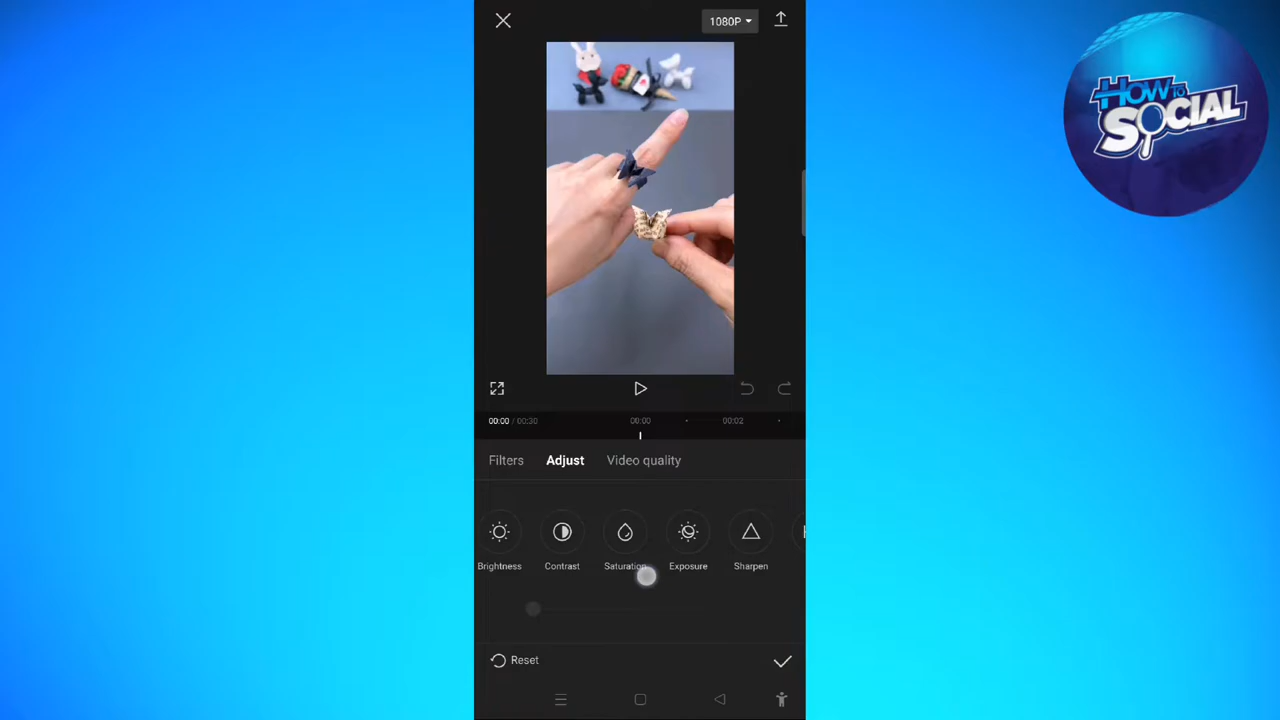 1080P
HOW TO
SOCIAL
00:00 / 00:30
00:00
00:02
Filters
Adjust
Video quality
Brightness
Contrast
Saturation
Exposure
Sharpen
Reset